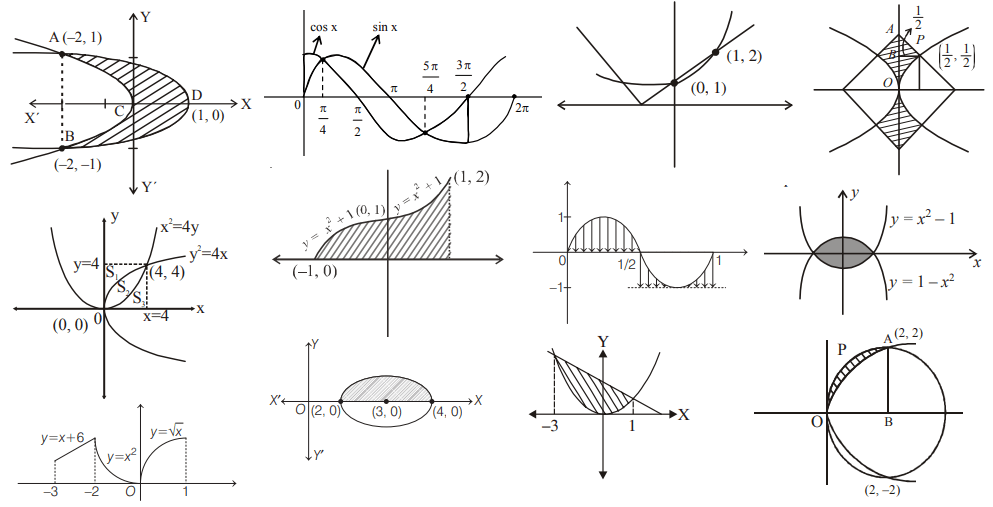 Y
A (−2, 1)
X´
C
D
X
(1, 0)
B
(−2, −1)
Y´
cos x
sin x
0
π/4
π/2
π
5π/4
3π/2
2π
(1, 2)
(0, 1)
A
1/2
P
B
(1/2, 1/2)
O
y
x²=4y
y²=4x
y=4
S₁
(4, 4)
S₂
S₃
(0, 0)
0
x=4
x
y = x² + 1
(0, 1)
y = x² + 1
(1, 2)
(−1, 0)
1
0
1/2
1
−1
y
y = x² − 1
x
y = 1 − x²
y=x+6
y=x²
y=√x
−3
−2
O
1
Y
X'
O
(2, 0)
(3, 0)
(4, 0)
X
Y'
Y
−3
1
X
P
A (2, 2)
O
B
(2, −2)